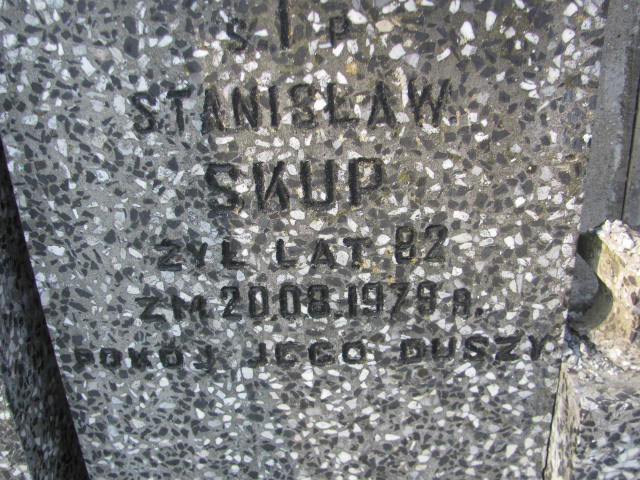 Ś. P
STANISŁAW
SKUP
ŻYŁ LAT 82
ZM 20.08.1979 R.
POKÓJ JEGO DUSZY